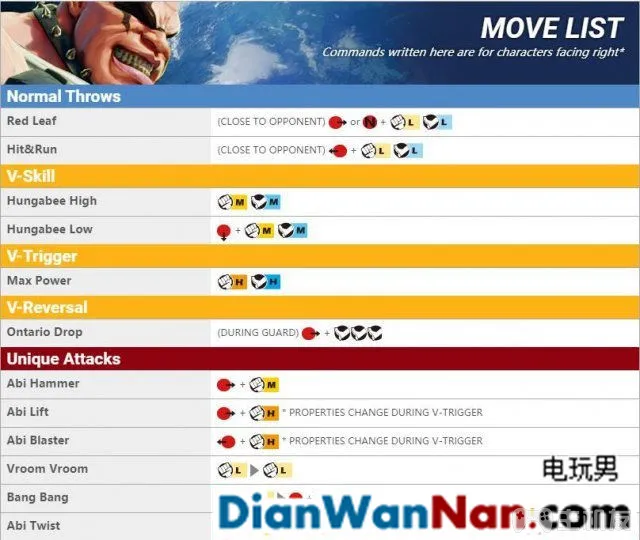 MOVE LIST
Commands written here are for characters facing right*
Normal Throws
Red Leaf (CLOSE TO OPPONENT) or N + L L
Hit&Run (CLOSE TO OPPONENT) + L L
V-Skill
Hungabee High M M
Hungabee Low + M M
V-Trigger
Max Power H H
V-Reversal
Ontario Drop (DURING GUARD) +
Unique Attacks
Abi Hammer + M
Abi Lift + H * PROPERTIES CHANGE DURING V-TRIGGER
Abi Blaster + H * PROPERTIES CHANGE DURING V-TRIGGER
Vroom Vroom L L
电玩男
Bang Bang
DianWanNan.com
Abi Twist